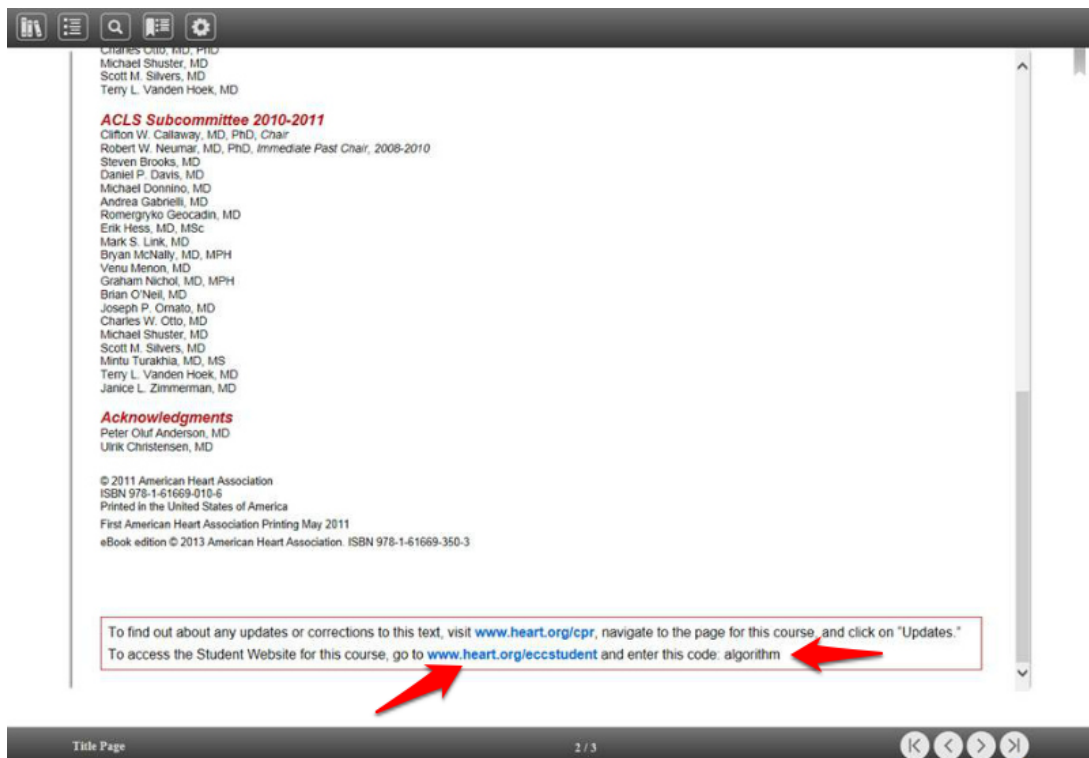 Charles Otto, MD, PhD
Michael Shuster, MD
Scott M. Silvers, MD
Terry L. Vanden Hoek, MD
ACLS Subcommittee 2010-2011
Clifton W. Callaway, MD, PhD, Chair
Robert W. Neumar, MD, PhD, Immediate Past Chair, 2008-2010
Steven Brooks, MD
Daniel P. Davis, MD
Michael Donnino, MD
Andrea Gabrielli, MD
Romergryko Geocadin, MD
Erik Hess, MD, MSc
Mark S. Link, MD
Bryan McNally, MD, MPH
Venu Menon, MD
Graham Nichol, MD, MPH
Brian O'Neil, MD
Joseph P. Ornato, MD
Charles W. Otto, MD
Michael Shuster, MD
Scott M. Silvers, MD
Mintu Turakhia, MD, MS
Terry L. Vanden Hoek, MD
Janice L. Zimmerman, MD
Acknowledgments
Peter Oluf Anderson, MD
Ulrik Christensen, MD
© 2011 American Heart Association
ISBN 978-1-61669-010-6
Printed in the United States of America
First American Heart Association Printing May 2011
eBook edition © 2013 American Heart Association. ISBN 978-1-61669-350-3
To find out about any updates or corrections to this text, visit www.heart.org/cpr, navigate to the page for this course, and click on "Updates."
To access the Student Website for this course, go to www.heart.org/eccstudent and enter this code: algorithm
Title Page 2 / 3